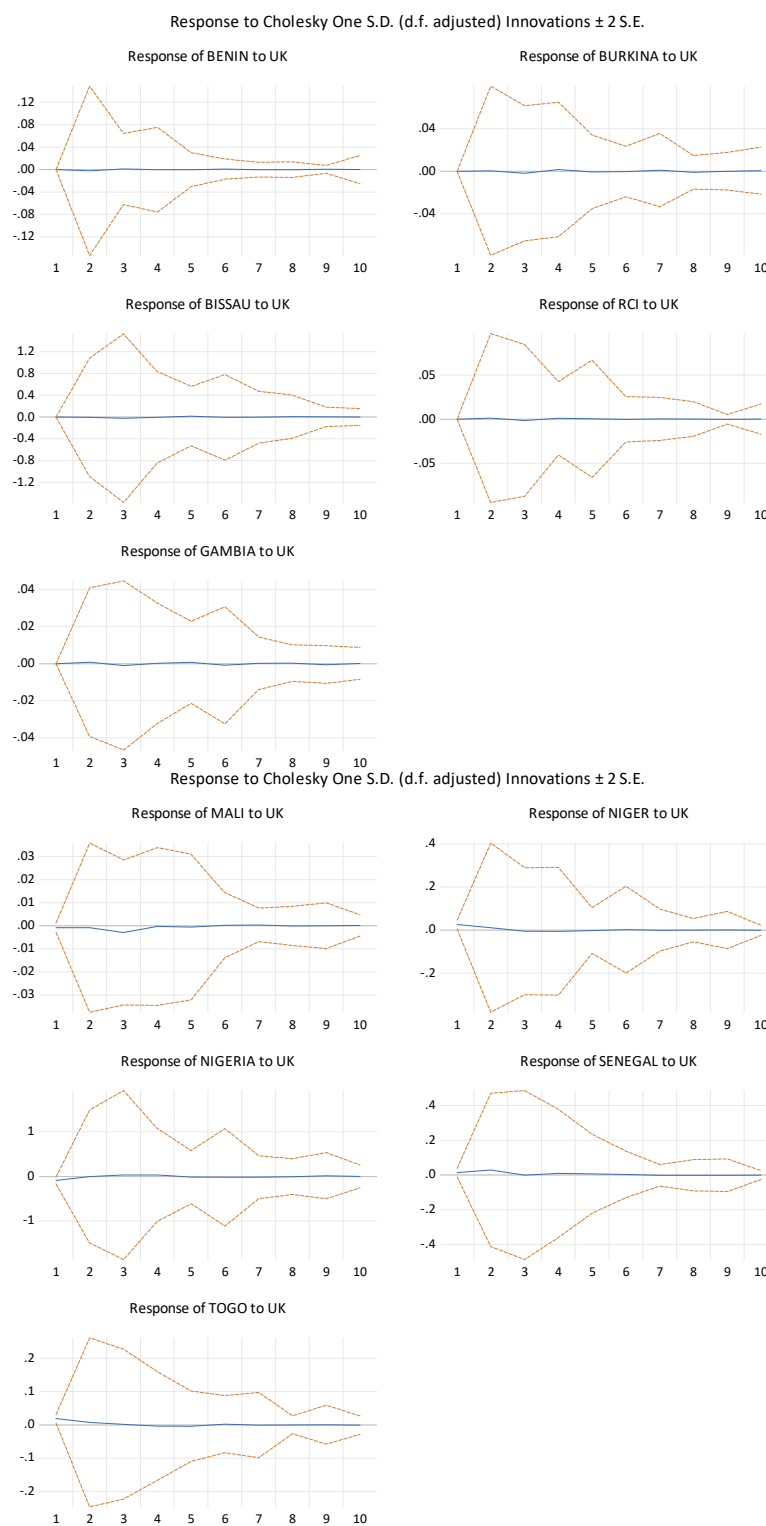 Response to Cholesky One S.D. (d.f. adjusted) Innovations ± 2 S.E.
Response of BENIN to UK
.12
.08
.04
.00
-.04
-.08
-.12
1 2 3 4 5 6 7 8 9 10
Response of BURKINA to UK
.04
.00
-.04
1 2 3 4 5 6 7 8 9 10
Response of BISSAU to UK
1.2
0.8
0.4
0.0
-0.4
-0.8
-1.2
1 2 3 4 5 6 7 8 9 10
Response of RCI to UK
.05
.00
-.05
1 2 3 4 5 6 7 8 9 10
Response of GAMBIA to UK
.04
.02
.00
-.02
-.04
1 2 3 4 5 6 7 8 9 10
Response to Cholesky One S.D. (d.f. adjusted) Innovations ± 2 S.E.
Response of MALI to UK
.03
.02
.01
.00
-.01
-.02
-.03
1 2 3 4 5 6 7 8 9 10
Response of NIGER to UK
.4
.2
.0
-.2
1 2 3 4 5 6 7 8 9 10
Response of NIGERIA to UK
1
0
-1
1 2 3 4 5 6 7 8 9 10
Response of SENEGAL to UK
.4
.2
.0
-.2
-.4
1 2 3 4 5 6 7 8 9 10
Response of TOGO to UK
.2
.1
.0
-.1
-.2
1 2 3 4 5 6 7 8 9 10